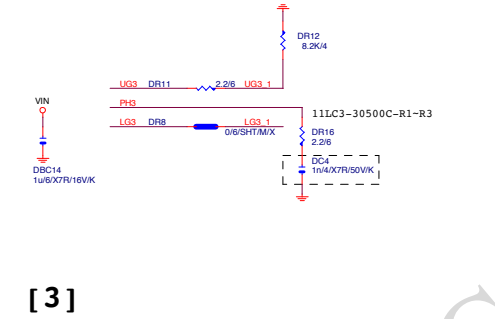 DR12
8.2K/4
UG3 DR11 2.2/6 UG3_1
VIN
PH3
11LC3-30500C-R1~R3
LG3 DR8 LG3_1
0/6/SHT/M/X
DR16
2.2/6
DC4
1n/4/X7R/50V/K
DBC14
1u/6/X7R/16V/K
[ 3 ]